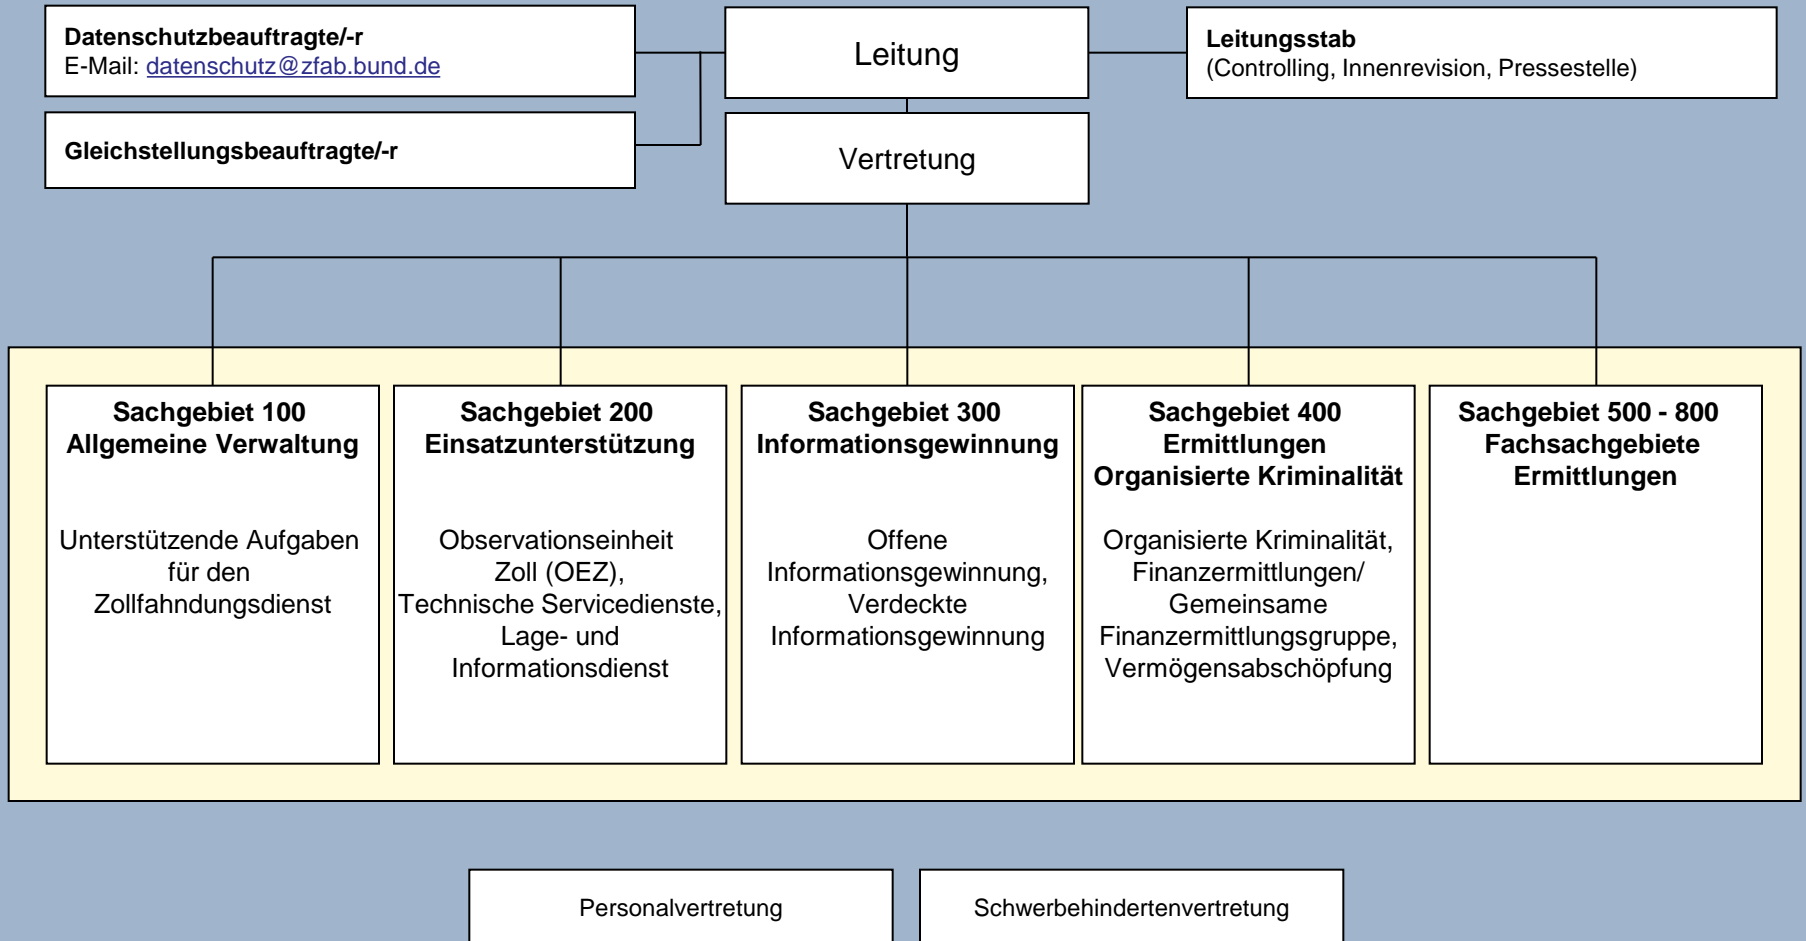 Datenschutzbeauftragte/-r
E-Mail: datenschutz@zfab.bund.de
Gleichstellungsbeauftragte/-r
Leitung
Vertretung
Leitungsstab
(Controlling, Innenrevision, Pressestelle)
Sachgebiet 100
Allgemeine Verwaltung
Unterstützende Aufgaben
für den
Zollfahndungsdienst
Sachgebiet 200
Einsatzunterstützung
Observationseinheit
Zoll (OEZ),
Technische Servicedienste,
Lage- und
Informationsdienst
Sachgebiet 300
Informationsgewinnung
Offene
Informationsgewinnung,
Verdeckte
Informationsgewinnung
Sachgebiet 400
Ermittlungen
Organisierte Kriminalität
Organisierte Kriminalität,
Finanzermittlungen/
Gemeinsame
Finanzermittlungsgruppe,
Vermögensabschöpfung
Sachgebiet 500 - 800
Fachsachgebiete
Ermittlungen
Personalvertretung
Schwerbehindertenvertretung